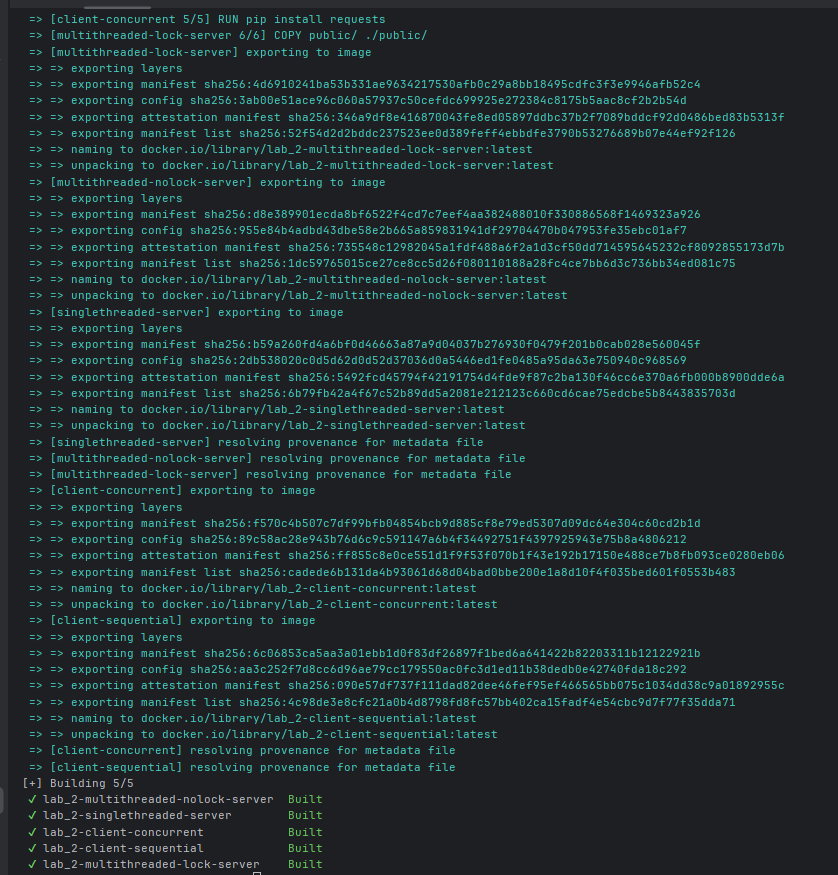 => [client-concurrent 5/5] RUN pip install requests
=> [multithreaded-lock-server 6/6] COPY public/ ./public/
=> [multithreaded-lock-server] exporting to image
=> => exporting layers
=> => exporting manifest sha256:4d6910241ba53b331ae9634217530afb0c29a8bb18495cdfc3f3e9946afb52c4
=> => exporting config sha256:3ab00e51ace96c060a57937c50cefdc699925e272384c8175b5aac8cf2b2b54d
=> => exporting attestation manifest sha256:346a9df8e416870043fe8ed05897ddbc37b2f7089bddcf92d0486bed83b5313f
=> => exporting manifest list sha256:52f54d2d2bddc237523ee0d389feff4ebbdfe3790b53276689b07e44ef92f126
=> => naming to docker.io/library/lab_2-multithreaded-lock-server:latest
=> => unpacking to docker.io/library/lab_2-multithreaded-lock-server:latest
=> [multithreaded-nolock-server] exporting to image
=> => exporting layers
=> => exporting manifest sha256:d8e389901ecda8bf6522f4cd7c7eef4aa382488010f330886568f1469323a926
=> => exporting config sha256:955e84b4adbd43dbe58e2b665a859831941df29704470b047953fe35ebc01af7
=> => exporting attestation manifest sha256:735548c12982045a1fdf488a6f2a1d3cf50dd714595645232cf8092855173d7b
=> => exporting manifest list sha256:1dc59765015ce27ce8cc5d26f080110188a28fc4ce7bb6d3c736bb34ed081c75
=> => naming to docker.io/library/lab_2-multithreaded-nolock-server:latest
=> => unpacking to docker.io/library/lab_2-multithreaded-nolock-server:latest
=> [singlethreaded-server] exporting to image
=> => exporting layers
=> => exporting manifest sha256:b59a260fd4a6bf0d46663a87a9d04037b276930f0479f201b0cab028e560045f
=> => exporting config sha256:2db538020c0d5d62d0d52d37036d0a5446ed1fe0485a95da63e750940c968569
=> => exporting attestation manifest sha256:5492fcd45794f42191754d4fde9f87c2ba130f46cc6e370a6fb000b8900dde6a
=> => exporting manifest list sha256:6b79fb42a4f67c52b89dd5a2081e212123c660cd6cae75edcbe5b8443835703d
=> => naming to docker.io/library/lab_2-singlethreaded-server:latest
=> => unpacking to docker.io/library/lab_2-singlethreaded-server:latest
=> [singlethreaded-server] resolving provenance for metadata file
=> [multithreaded-nolock-server] resolving provenance for metadata file
=> [multithreaded-lock-server] resolving provenance for metadata file
=> [client-concurrent] exporting to image
=> => exporting layers
=> => exporting manifest sha256:f570c4b507c7df99bfb04854bcb9d885cf8e79ed5307d09dc64e304c60cd2b1d
=> => exporting config sha256:89c58ac28e943b76d6c9c591147a6b4f34492751f4397925943e75b8a4806212
=> => exporting attestation manifest sha256:ff855c8e0ce551d1f9f53f070b1f43e192b17150e488ce7b8fb093ce0280eb06
=> => exporting manifest list sha256:cadede6b131da4b93061d68d04bad0bbe200e1a8d10f4f035bed601f0553b483
=> => naming to docker.io/library/lab_2-client-concurrent:latest
=> => unpacking to docker.io/library/lab_2-client-concurrent:latest
=> [client-sequential] exporting to image
=> => exporting layers
=> => exporting manifest sha256:6c06853ca5aa3a01ebb1d0f83df26897f1bed6a641422b82203311b12122921b
=> => exporting config sha256:aa3c252f7d8cc6d96ae79cc179550ac0fc3d1ed11b38dedb0e42740fda18c292
=> => exporting attestation manifest sha256:090e57df737f111dad82dee46fef95ef466565bb075c1034dd38c9a01892955c
=> => exporting manifest list sha256:4c98de3e8cfc21a0b4d8798fd8fc57bb402ca15fadf4e54cbc9d7f77f35dda71
=> => naming to docker.io/library/lab_2-client-sequential:latest
=> => unpacking to docker.io/library/lab_2-client-sequential:latest
=> [client-concurrent] resolving provenance for metadata file
=> [client-sequential] resolving provenance for metadata file
[+] Building 5/5
✓ lab_2-multithreaded-nolock-server Built
✓ lab_2-singlethreaded-server Built
✓ lab_2-client-concurrent Built
✓ lab_2-client-sequential Built
✓ lab_2-multithreaded-lock-server Built